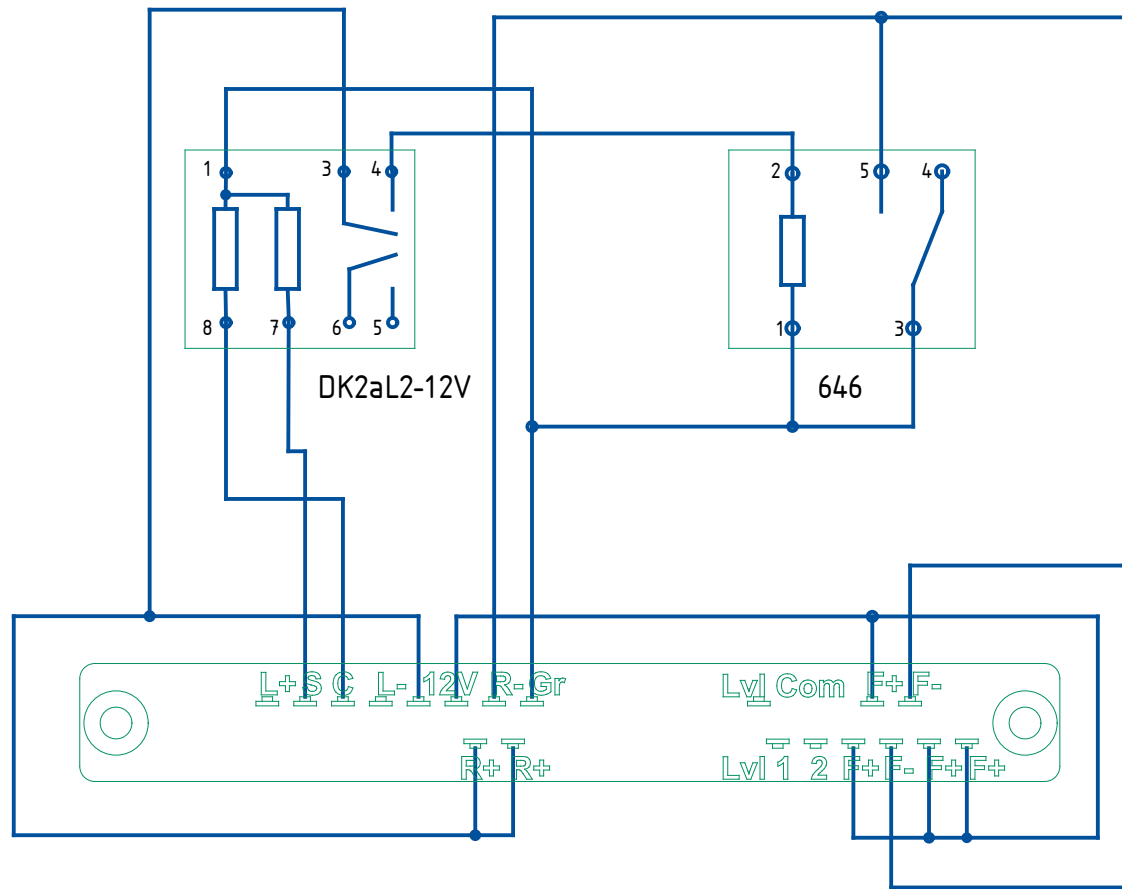 1 3 4 2 5 4
8 7 6 5 1 3
DK2aL2-12V 646
L+ S C L- 12V R- Gr Lvl Com F+ F-
R+ R+ Lvl 1 2 F+ F- F+ F+